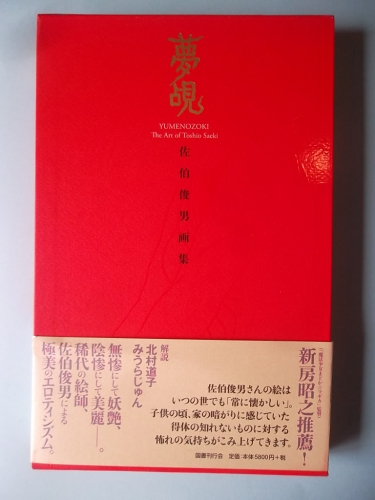 夢覗
YUMENOZOKI
The Art of Toshio Saeki
佐伯俊男画集
新房昭之推薦!
佐伯俊男さんの絵は
いつの世でも「常に懐かしい」。
子供の頃、家の暗がりに感じていた
得体の知れないものに対する
怖れの気持ちがこみ上げてきます。
国書刊行会 定価:本体5800円+税
解説
北村道子
みうらじゅん
無惨にして妖艶、
陰惨にして美麗――。
稀代の絵師、
佐伯俊男による
極美のエロティシズム。